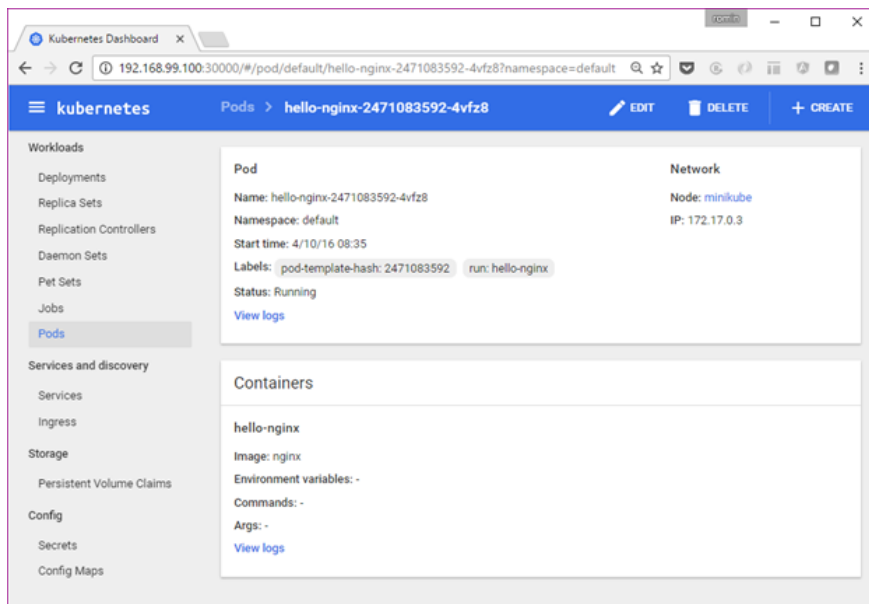 romin
Kubernetes Dashboard
192.168.99.100:30000/#/pod/default/hello-nginx-2471083592-4vfz8?namespace=default
kubernetes
Pods > hello-nginx-2471083592-4vfz8
EDIT
DELETE
+ CREATE
Workloads
Deployments
Replica Sets
Replication Controllers
Daemon Sets
Pet Sets
Jobs
Pods
Services and discovery
Services
Ingress
Storage
Persistent Volume Claims
Config
Secrets
Config Maps
Pod
Name: hello-nginx-2471083592-4vfz8
Namespace: default
Start time: 4/10/16 08:35
Labels: pod-template-hash: 2471083592 run: hello-nginx
Status: Running
View logs
Network
Node: minikube
IP: 172.17.0.3
Containers
hello-nginx
Image: nginx
Environment variables: -
Commands: -
Args: -
View logs